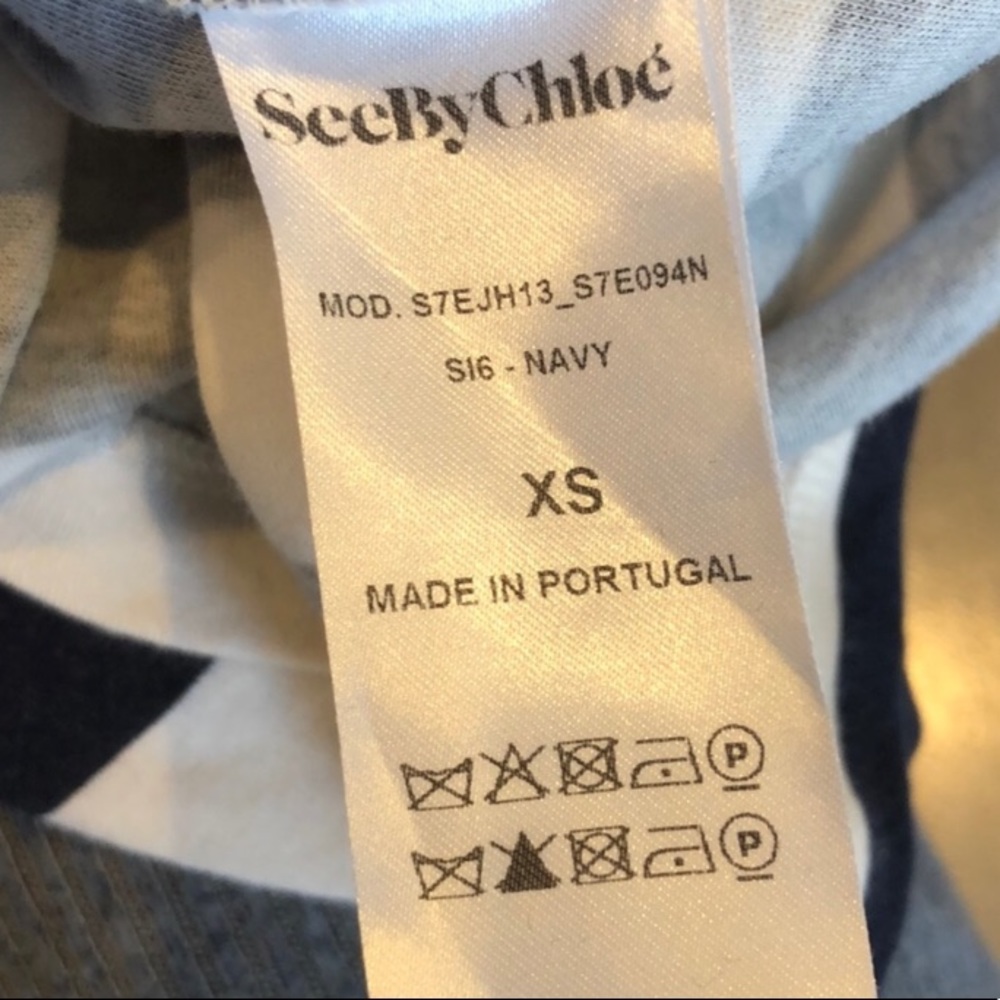 SeeByChloé
MOD. S7EJH13_S7E094N
SI6 - NAVY
XS
MADE IN PORTUGAL
P
P